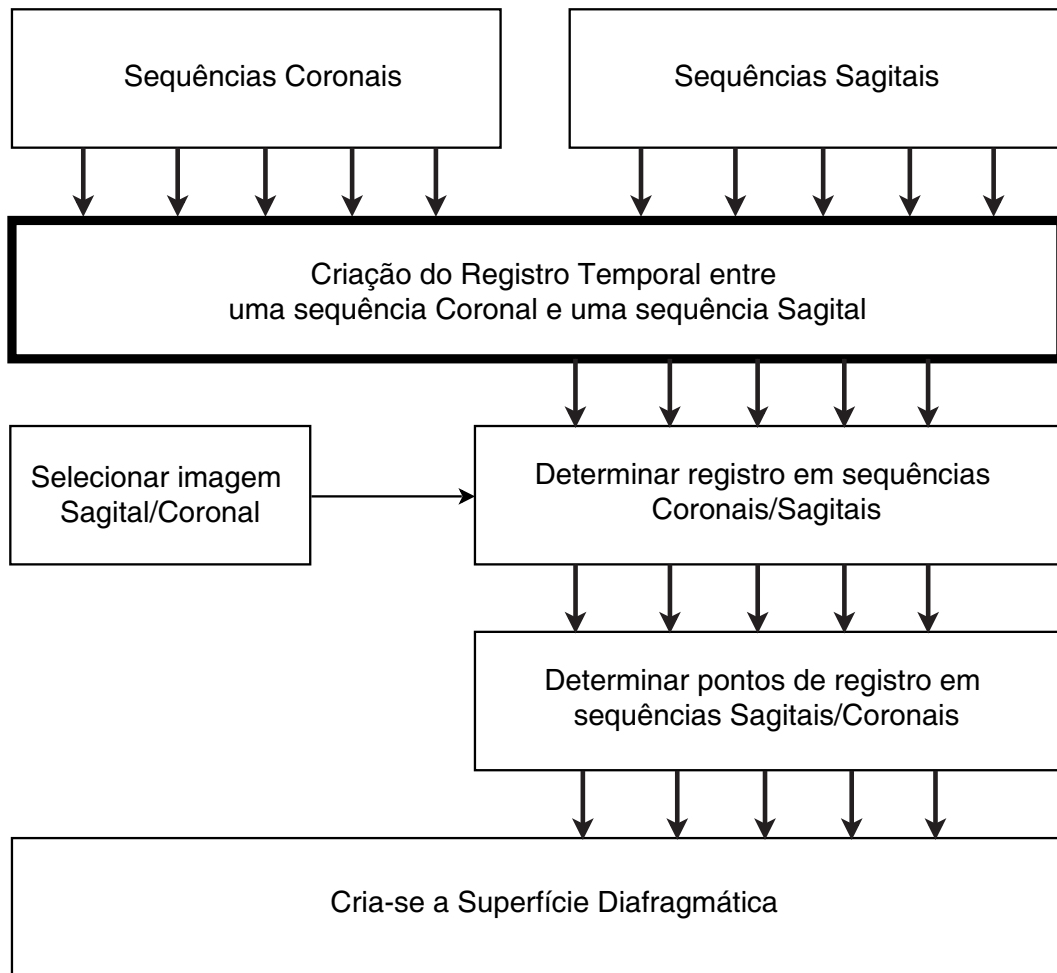 Sequências Coronais
Sequências Sagitais
Criação do Registro Temporal entre
uma sequência Coronal e uma sequência Sagital
Selecionar imagem
Sagital/Coronal
Determinar registro em sequências
Coronais/Sagitais
Determinar pontos de registro em
sequências Sagitais/Coronais
Cria-se a Superfície Diafragmática